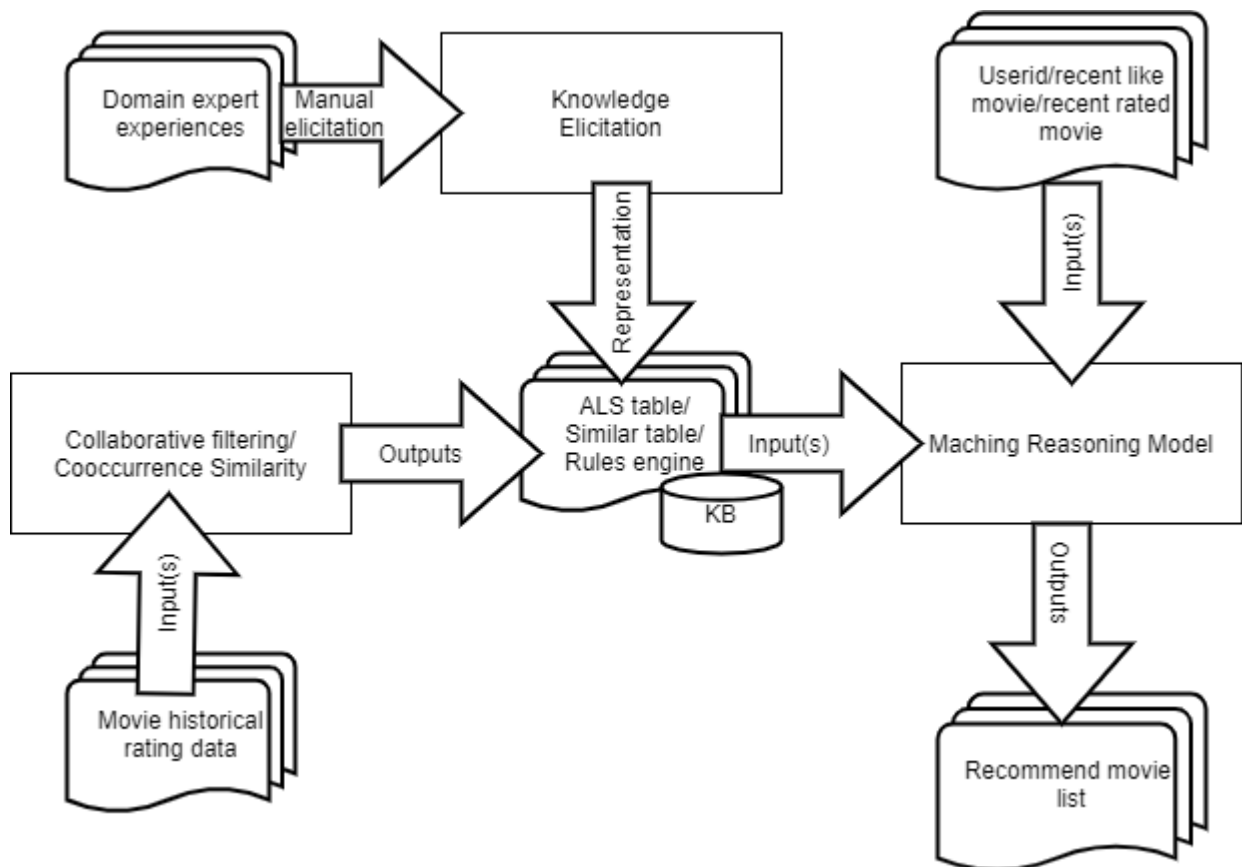 Domain expert
experiences
Manual
elicitation
Knowledge
Elicitation
Userid/recent like
movie/recent rated
movie
Representation
Input(s)
Collaborative filtering/
Cooccurrence Similarity
Outputs
ALS table/
Similar table/
Rules engine
KB
Input(s)
Maching Reasoning Model
Input(s)
Outputs
Movie historical
rating data
Recommend movie
list